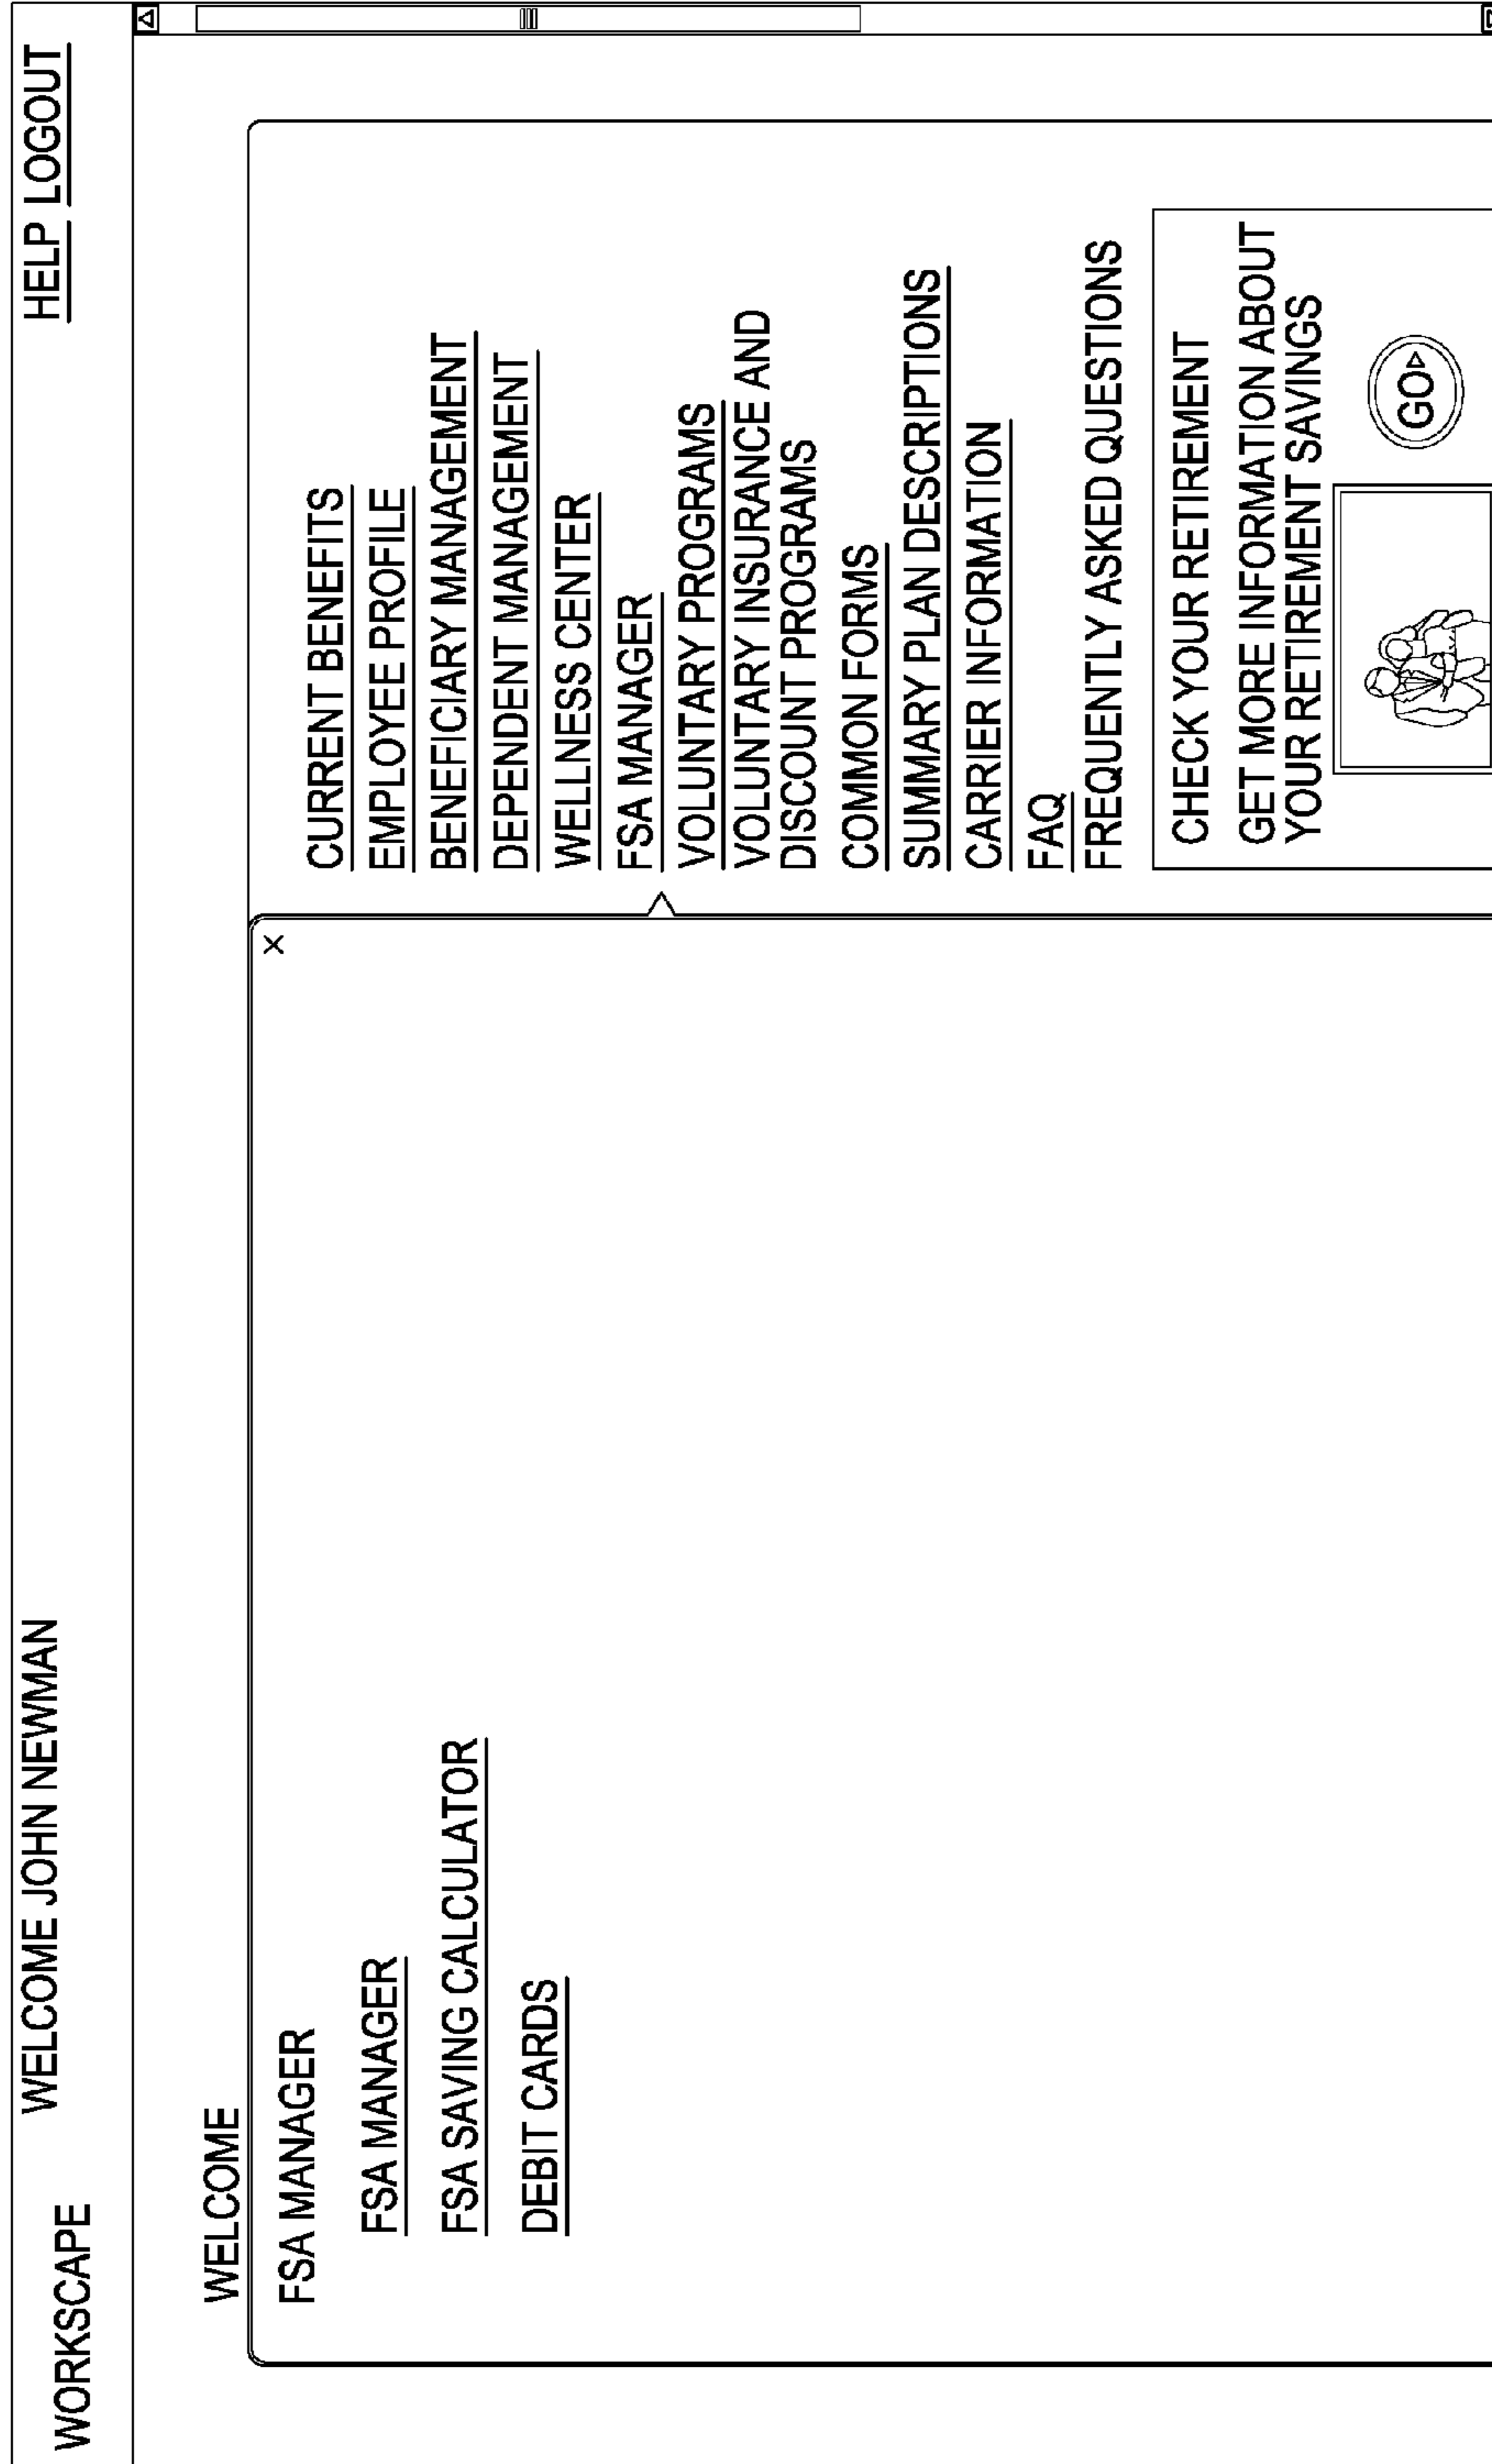 WORKSCAPE
WELCOME JOHN NEWMAN
HELP LOGOUT
WELCOME
X
FSA MANAGER
FSA MANAGER
FSA SAVING CALCULATOR
DEBIT CARDS
CURRENT BENEFITS
EMPLOYEE PROFILE
BENEFICIARY MANAGEMENT
DEPENDENT MANAGEMENT
WELLNESS CENTER
FSA MANAGER
VOLUNTARY PROGRAMS
VOLUNTARY INSURANCE AND
DISCOUNT PROGRAMS
COMMON FORMS
SUMMARY PLAN DESCRIPTIONS
CARRIER INFORMATION
FAQ
FREQUENTLY ASKED QUESTIONS
CHECK YOUR RETIREMENT
GET MORE INFORMATION ABOUT
YOUR RETIREMENT SAVINGS
GO